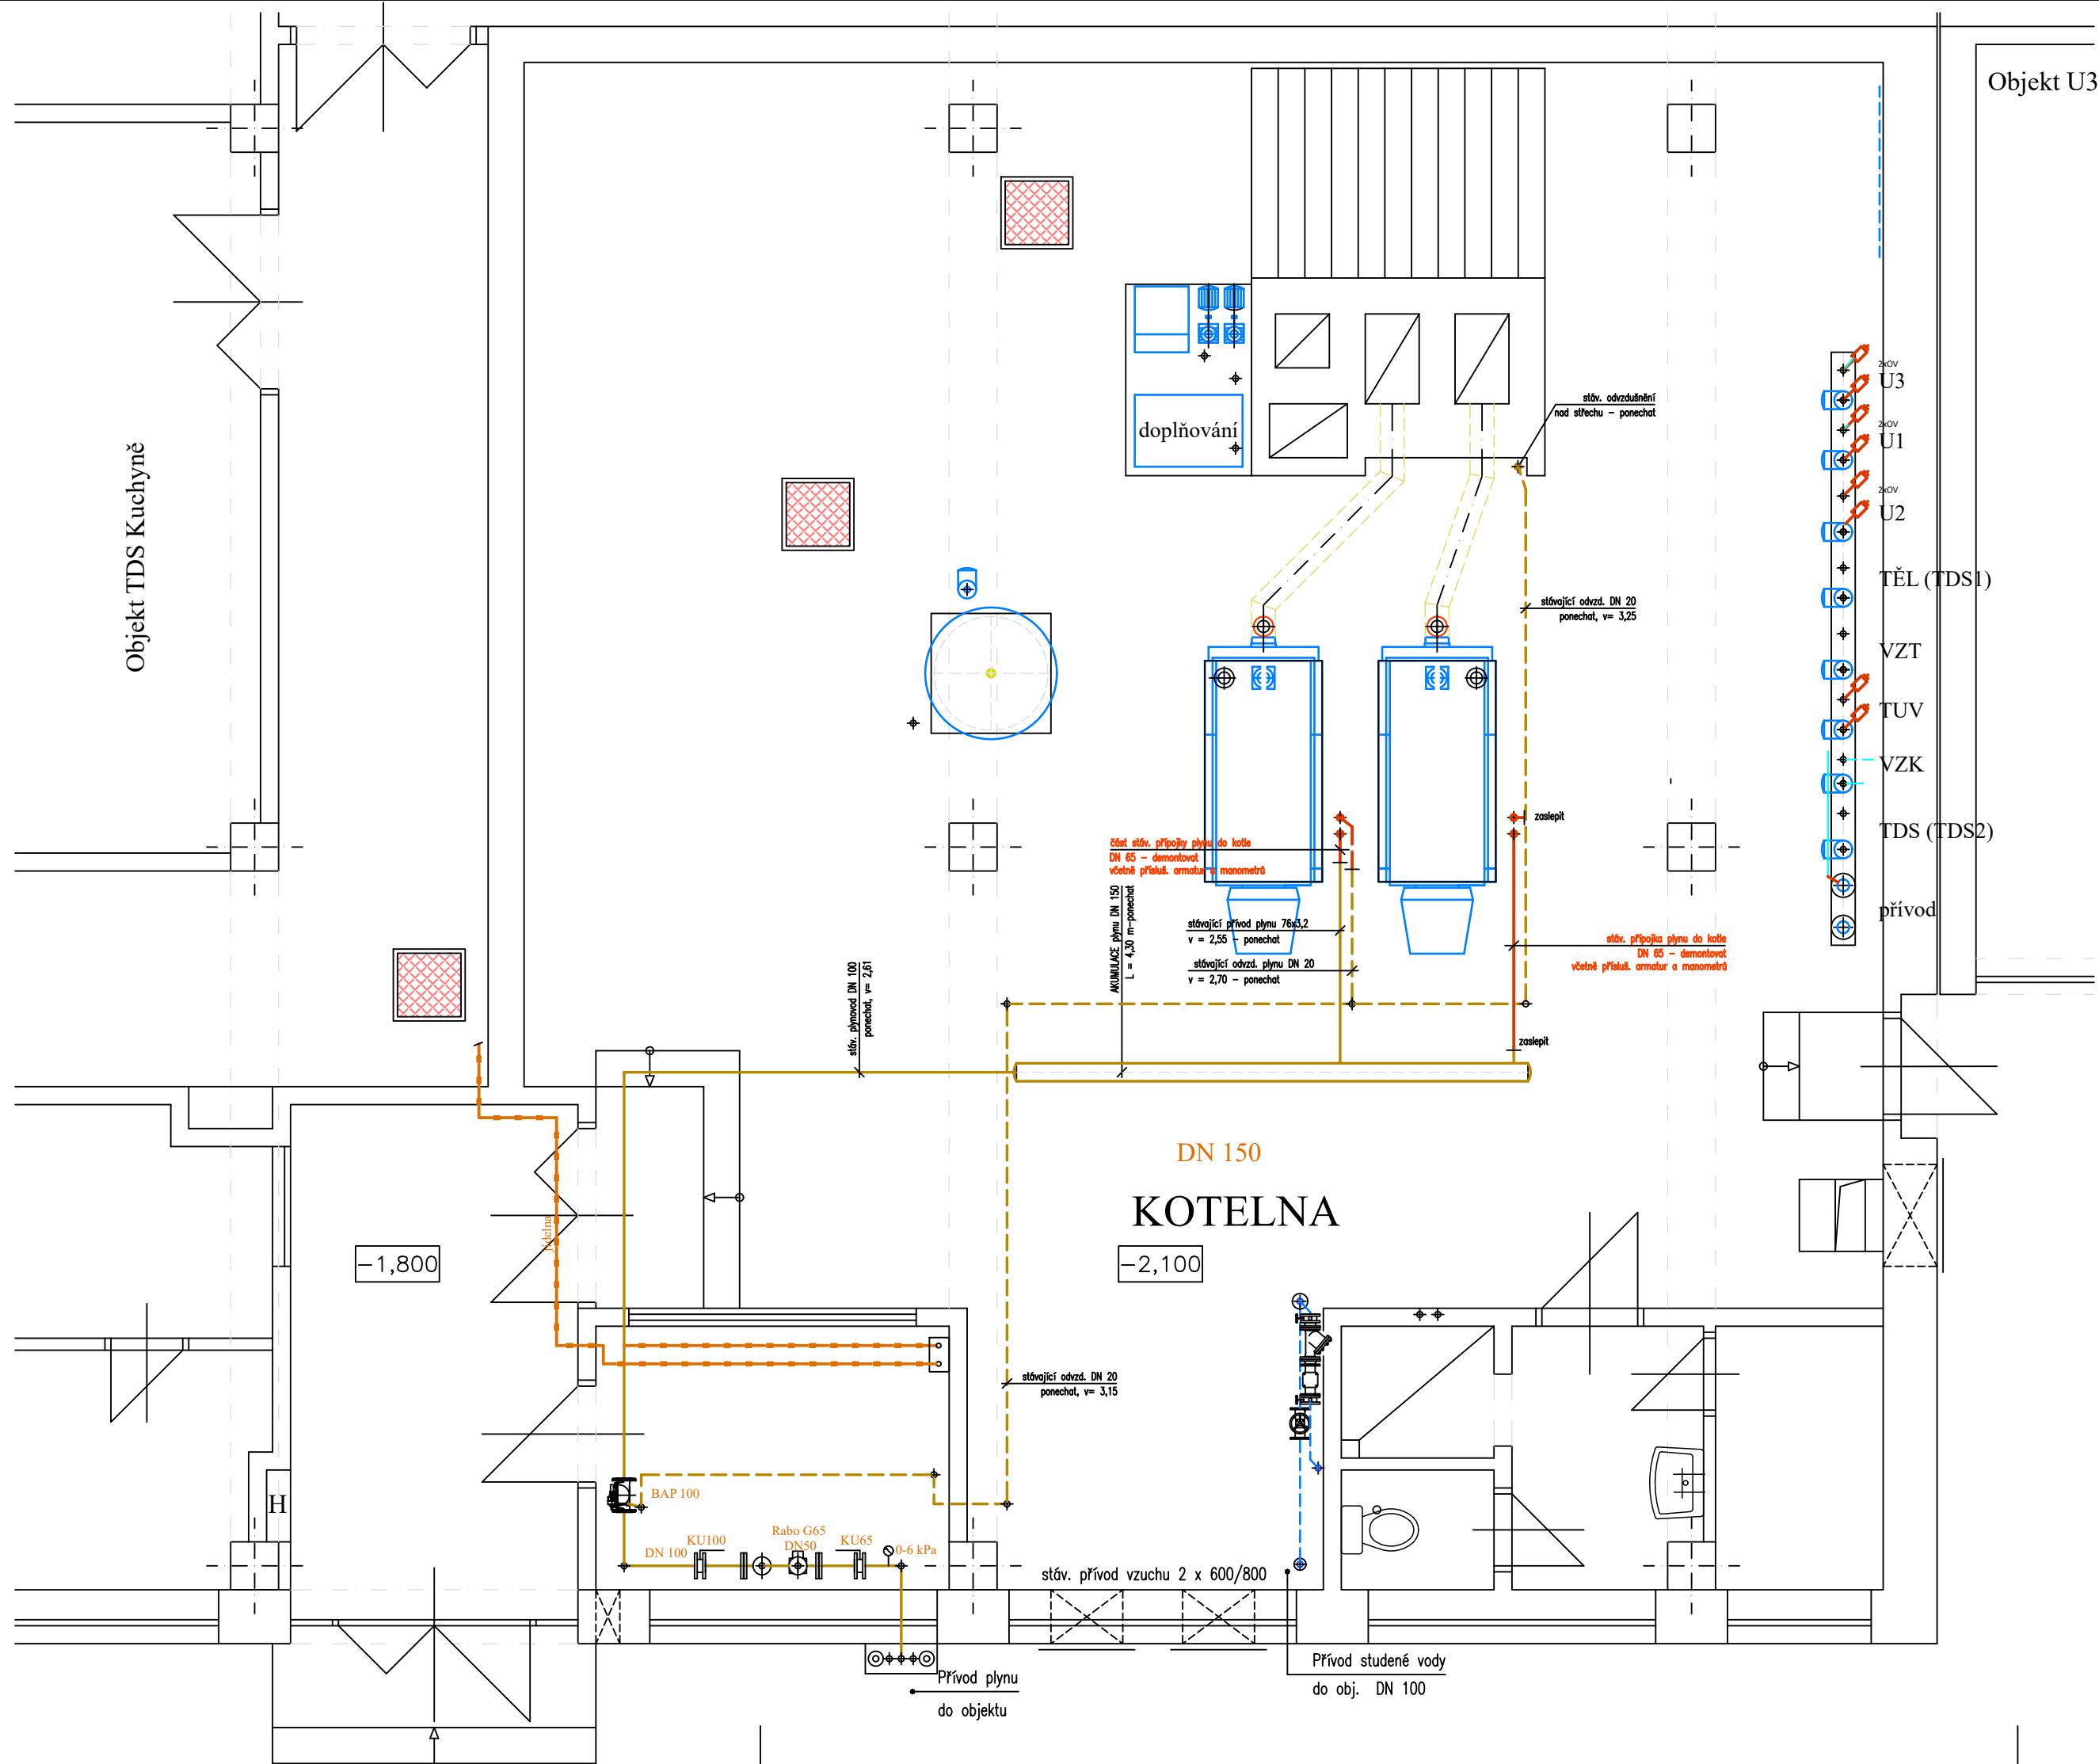 Objekt U3
Objekt TDS Kuchyně
doplňování
stáv. odvzdušnění
nad střechu - ponechat
2xOV
U3
2xOV
U1
2xOV
U2
TĚL (TDS1)
VZT
TUV
VZK
TDS (TDS2)
přívod
stávající odvzd. DN 20
ponechat, v= 3,25
zaslepit
část stáv. přípojky plynu do kotle
DN 65 - demontovat
včetně přísluš. armatur a manometrů
AKUMULACE plynu DN 150
L = 4,30 m-ponechat
stávající přívod plynu 76x3,2
v = 2,55 - ponechat
stávající odvzd. plynu DN 20
v = 2,70 - ponechat
stáv. přípojka plynu do kotle
DN 65 - demontovat
včetně přísluš. armatur a manometrů
stáv. plynovod DN 100
ponechat, v= 2,61
zaslepit
DN 150
KOTELNA
-1,800
-2,100
jídelna
stávající odvzd. DN 20
ponechat, v= 3,15
H
BAP 100
DN 100
KU100
Rabo G65
DN50
KU65
0-6 kPa
stáv. přívod vzuchu 2 x 600/800
Přívod plynu
do objektu
Přívod studené vody
do obj. DN 100